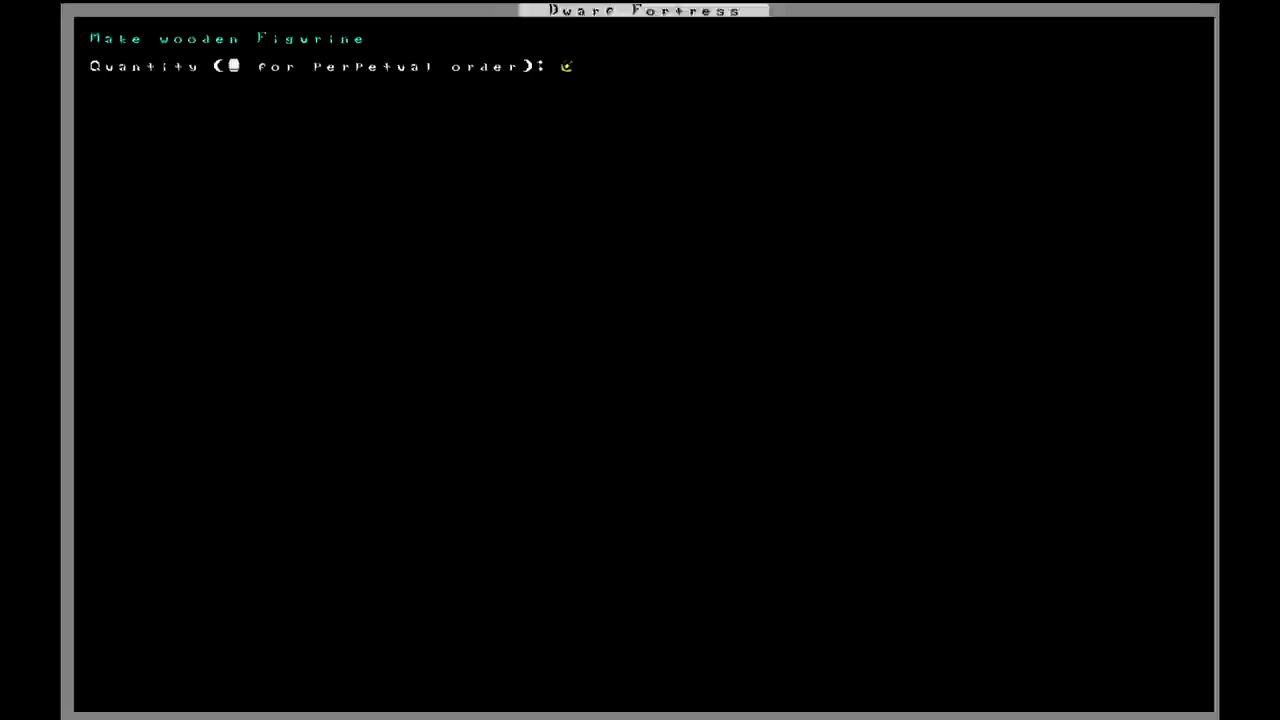 Dwarf Fortress
Make wooden Figurine
Quantity (0 for perpetual order):